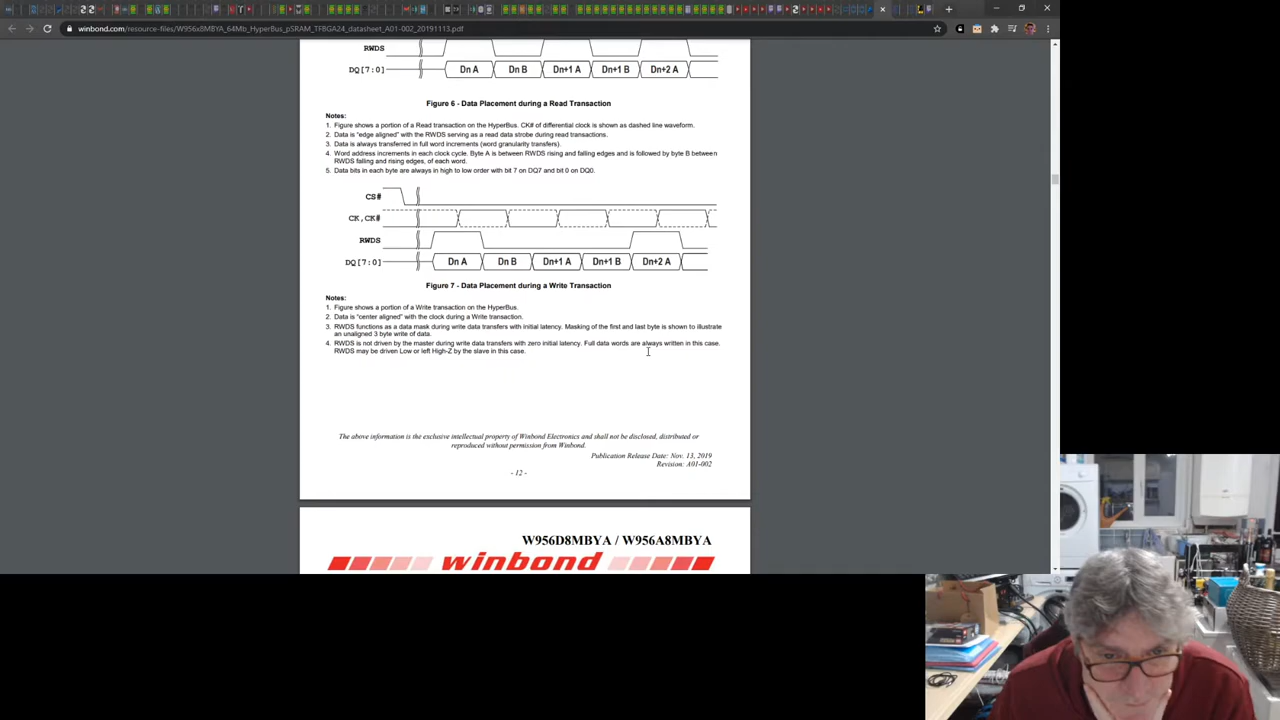 winbond.com/resource-files/W956x8MBYA_64Mb_HyperBus_pSRAM_TFBGA24_datasheet_A01-002_20191113.pdf
RWDS
DQ[7:0]
Dn A
Dn B
Dn+1 A
Dn+1 B
Dn+2 A
Figure 6 - Data Placement during a Read Transaction
Notes:
1. Figure shows a portion of a Read transaction on the HyperBus. CK# of differential clock is shown as dashed line waveform.
2. Data is "edge aligned" with the RWDS serving as a read data strobe during read transactions.
3. Data is always transferred in full word increments (word granularity transfers).
4. Word address increments in each clock cycle. Byte A is between RWDS rising and falling edges and is followed by byte B between
RWDS falling and rising edges, of each word.
5. Data bits in each byte are always in high to low order with bit 7 on DQ7 and bit 0 on DQ0.
CS#
CK,CK#
RWDS
DQ[7:0]
Dn A
Dn B
Dn+1 A
Dn+1 B
Dn+2 A
Figure 7 - Data Placement during a Write Transaction
Notes:
1. Figure shows a portion of a Write transaction on the HyperBus.
2. Data is "center aligned" with the clock during a Write transaction.
3. RWDS functions as a data mask during write data transfers with initial latency. Masking of the first and last byte is shown to illustrate
an unaligned 3 byte write of data.
4. RWDS is not driven by the master during write data transfers with zero initial latency. Full data words are always written in this case.
RWDS may be driven Low or left High-Z by the slave in this case.
The above information is the exclusive intellectual property of Winbond Electronics and shall not be disclosed, distributed or
reproduced without permission from Winbond.
Publication Release Date: Nov. 13, 2019
Revision: A01-002
- 12 -
W956D8MBYA / W956A8MBYA
winbond